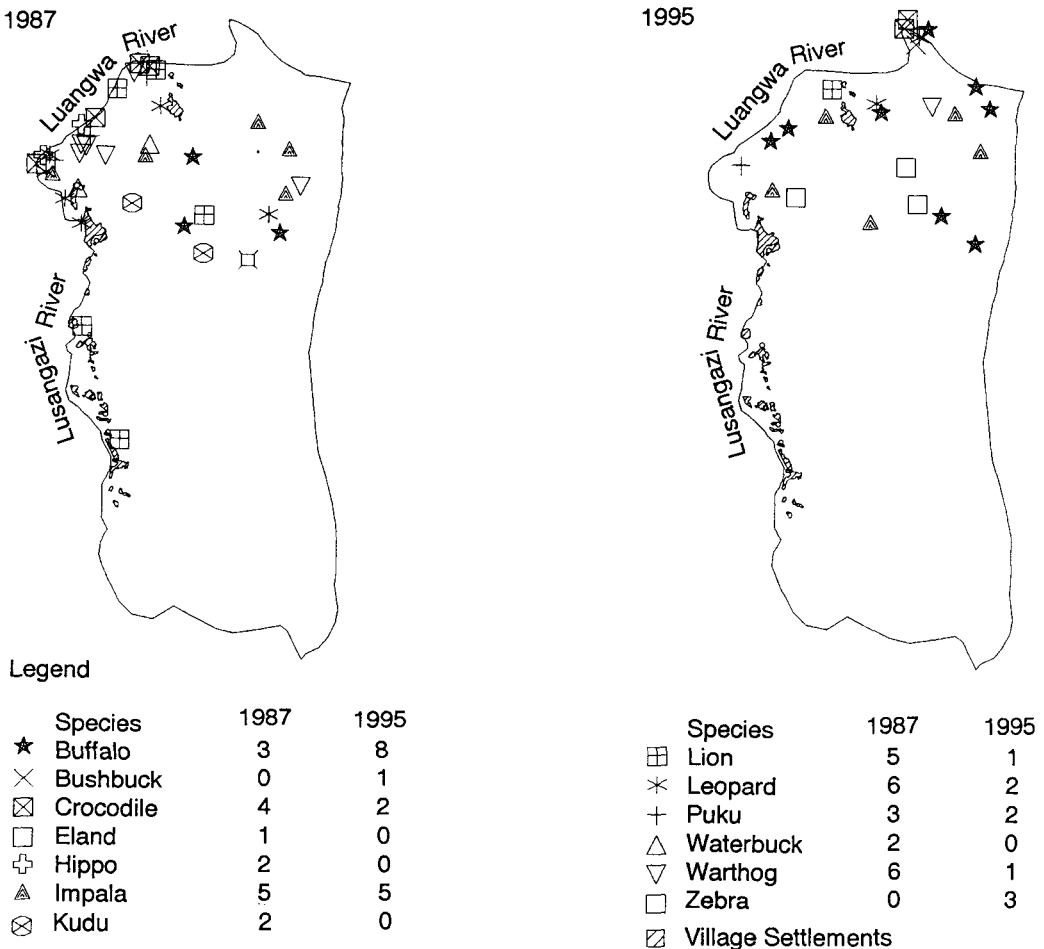 1987
Luangwa River
Lusangazi River
1995
Luangwa River
Lusangazi River
Legend
Species 1987 1995
Buffalo 3 8
Bushbuck 0 1
Crocodile 4 2
Eland 1 0
Hippo 2 0
Impala 5 5
Kudu 2 0
Species 1987 1995
Lion 5 1
Leopard 6 2
Puku 3 2
Waterbuck 2 0
Warthog 6 1
Zebra 0 3
Village Settlements